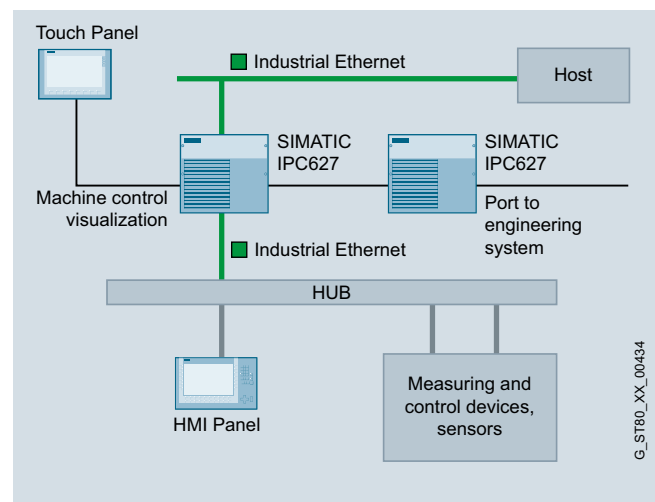 Touch Panel
Industrial Ethernet
Host
SIMATIC
IPC627
SIMATIC
IPC627
Machine control
visualization
Port to
engineering
system
Industrial Ethernet
HUB
HMI Panel
Measuring and
control devices,
sensors
G_ST80_XX_00434